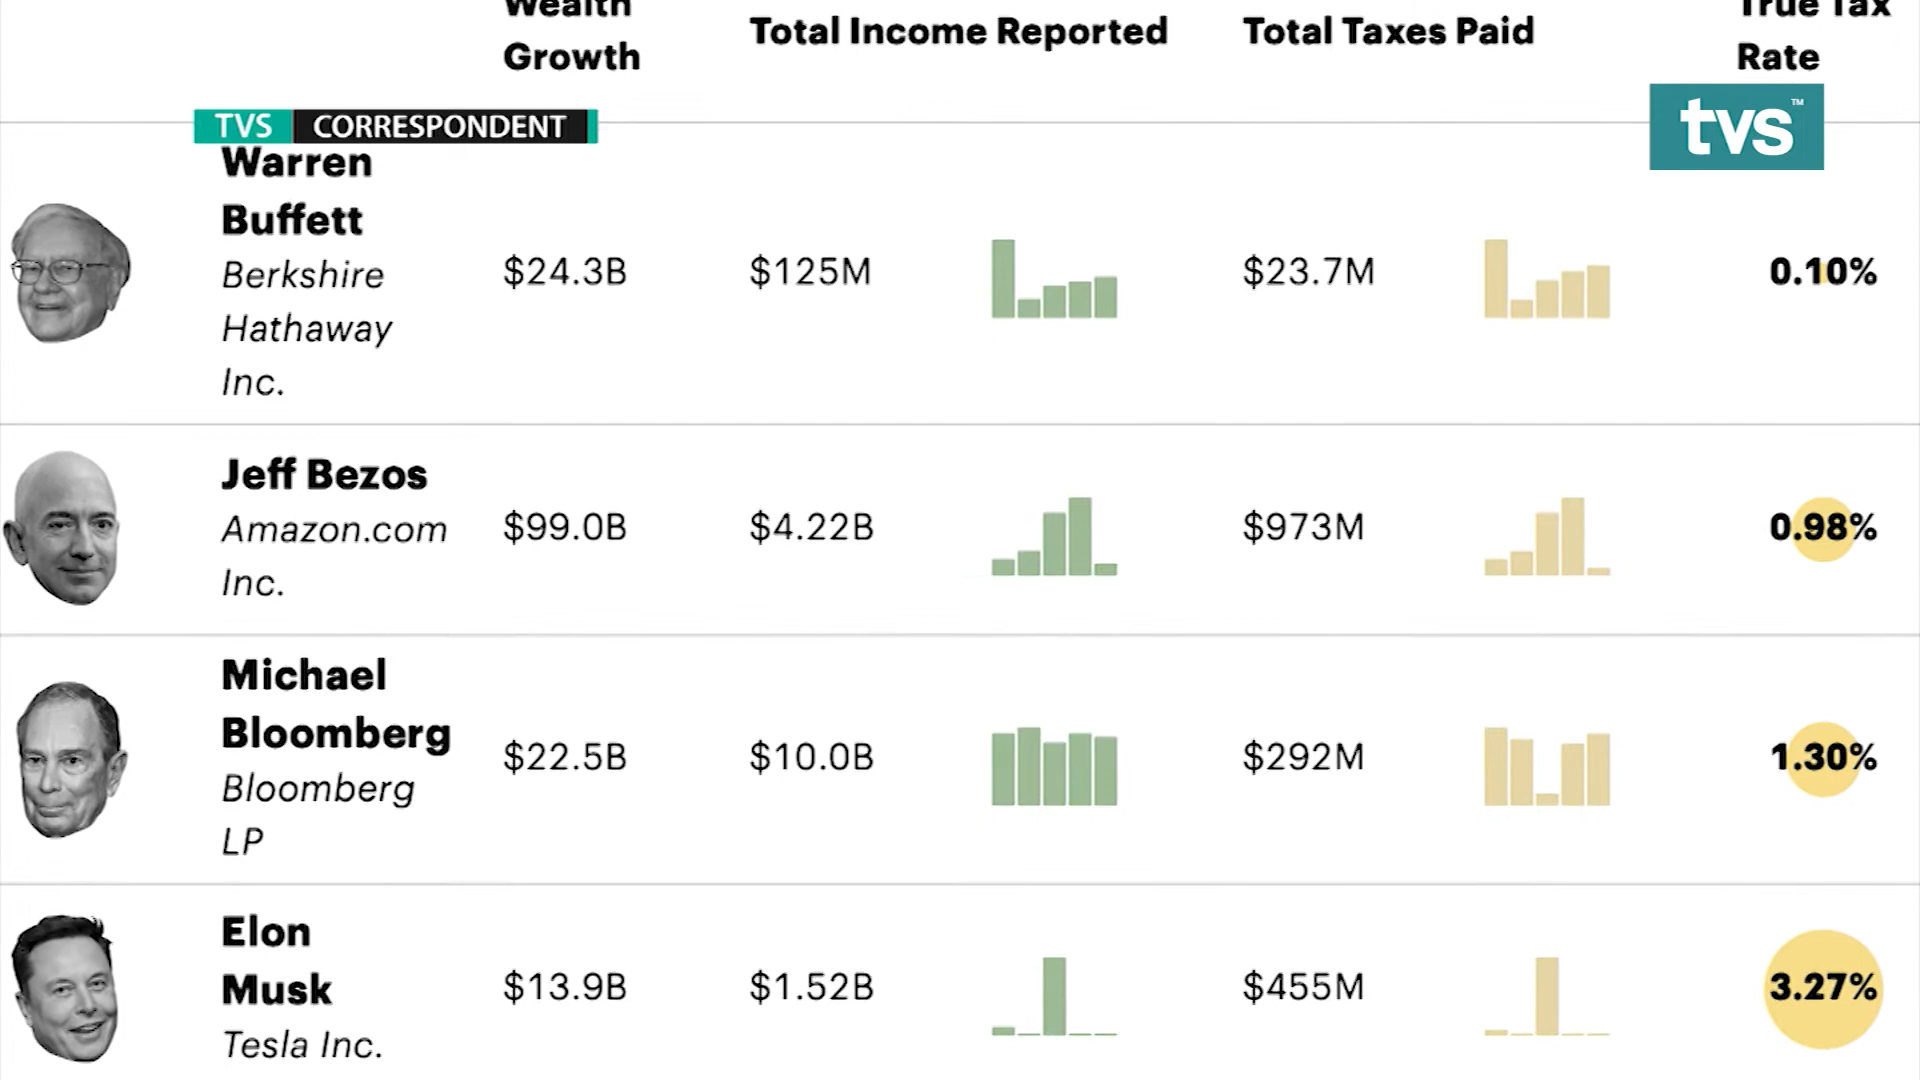 Wealth
Growth
Total Income Reported
Total Taxes Paid
True Tax
Rate
TVS CORRESPONDENT
tvs™
Warren
Buffett
Berkshire
Hathaway
Inc.
$24.3B
$125M
$23.7M
0.10%
Jeff Bezos
Amazon.com
Inc.
$99.0B
$4.22B
$973M
0.98%
Michael
Bloomberg
Bloomberg
LP
$22.5B
$10.0B
$292M
1.30%
Elon
Musk
Tesla Inc.
$13.9B
$1.52B
$455M
3.27%